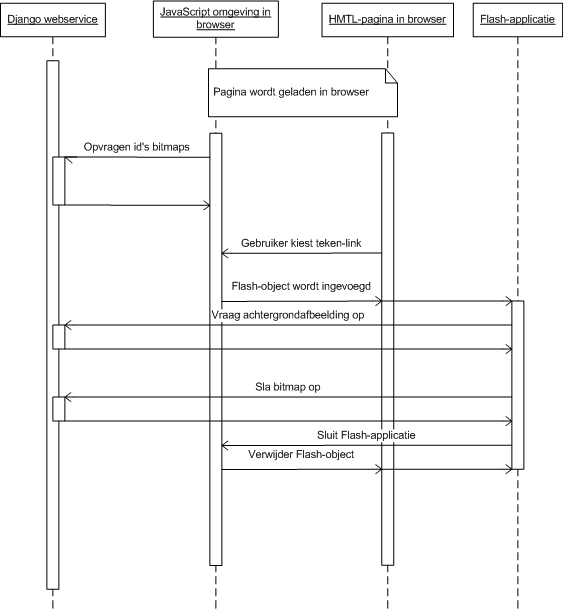 Django webservice
JavaScript omgeving in
browser
HMTL-pagina in browser
Flash-applicatie
Pagina wordt geladen in browser
Opvragen id's bitmaps
Gebruiker kiest teken-link
Flash-object wordt ingevoegd
Vraag achtergrondafbeelding op
Sla bitmap op
Sluit Flash-applicatie
Verwijder Flash-object